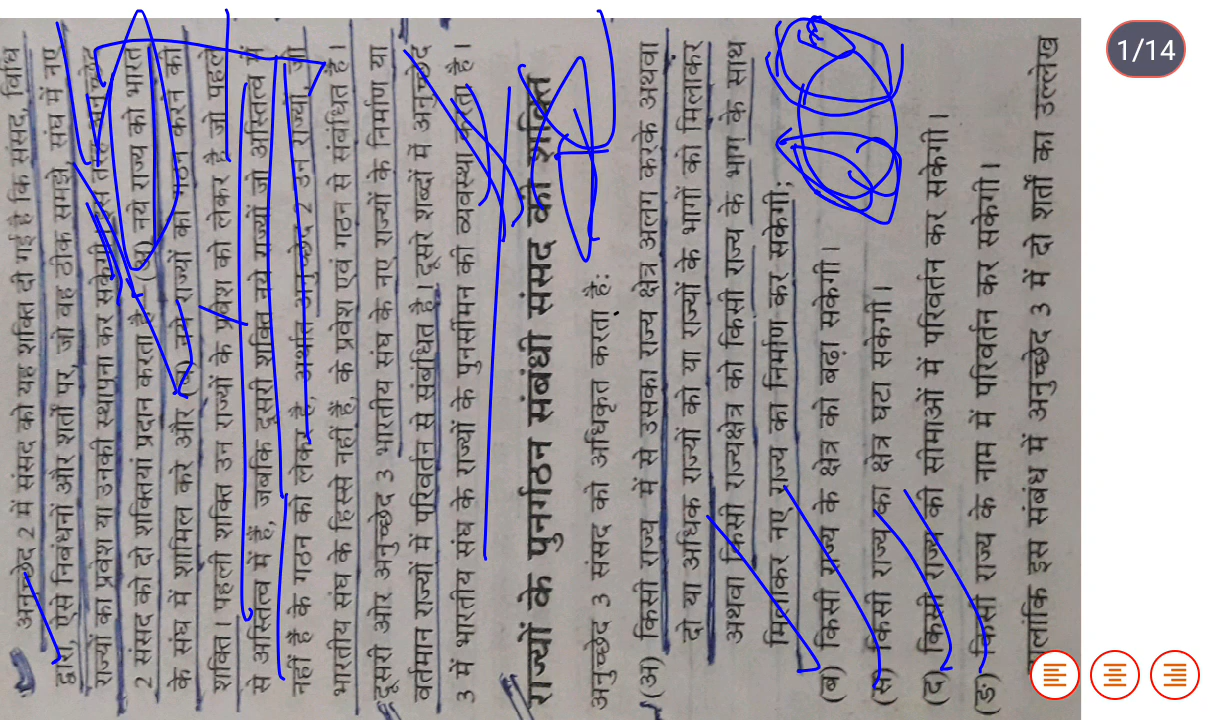 अनुच्छेद 2 में संसद को यह शक्ति दी गई है कि संसद, विधि
द्वारा, ऐसे निबंधनों और शर्तों पर, जो वह ठीक समझे, संघ में नए
राज्यों का प्रवेश या उनकी स्थापना कर सकेगी। इस तरह अनुच्छेद
2 संसद को दो शक्तियां प्रदान करता है: (अ) नये राज्य को भारत
के संघ में शामिल करे और (ब) नये राज्यों का गठन करने की
शक्ति। पहली शक्ति उन राज्यों के प्रवेश को लेकर है जो पहले
से अस्तित्व में हैं, जबकि दूसरी शक्ति नये राज्यों जो अस्तित्व में
नहीं हैं के गठन को लेकर है, अर्थात अनुच्छेद 2 उन राज्यों, जो
भारतीय संघ के हिस्से नहीं हैं, के प्रवेश एवं गठन से संबंधित है।
दूसरी ओर अनुच्छेद 3 भारतीय संघ के नए राज्यों के निर्माण या
वर्तमान राज्यों में परिवर्तन से संबंधित है। दूसरे शब्दों में अनुच्छेद
3 में भारतीय संघ के राज्यों के पुनर्सीमन की व्यवस्था करता है।
राज्यों के पुनर्गठन संबंधी संसद की शक्ति
अनुच्छेद 3 संसद को अधिकृत करता है:
(अ) किसी राज्य में से उसका राज्य क्षेत्र अलग करके अथवा
दो या अधिक राज्यों को या राज्यों के भागों को मिलाकर
अथवा किसी राज्यक्षेत्र को किसी राज्य के भाग के साथ
मिलाकर नए राज्य का निर्माण कर सकेगी;
(ब) किसी राज्य के क्षेत्र को बढ़ा सकेगी।
(स) किसी राज्य का क्षेत्र घटा सकेगी।
(द) किसी राज्य की सीमाओं में परिवर्तन कर सकेगी।
(ङ) किसी राज्य के नाम में परिवर्तन कर सकेगी।
हालांकि इस संबंध में अनुच्छेद 3 में दो शर्तों का उल्लेख
1/14